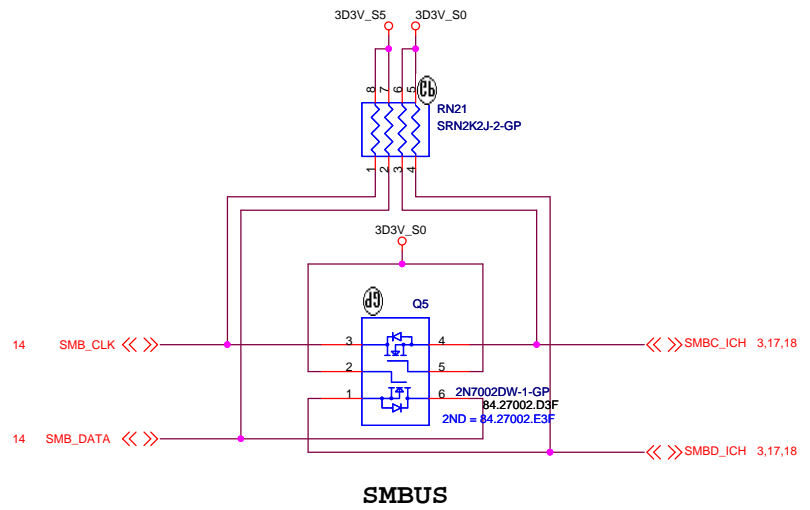 3D3V_S5 3D3V_S0
8 7 6 5
RN21
SRN2K2J-2-GP
1 2 3 4
3D3V_S0
Q5
14 SMB_CLK 3 4 SMBC_ICH 3,17,18
2 5
1 6 2N7002DW-1-GP
84.27002.D3F
2ND = 84.27002.E3F
14 SMB_DATA SMBD_ICH 3,17,18
SMBUS